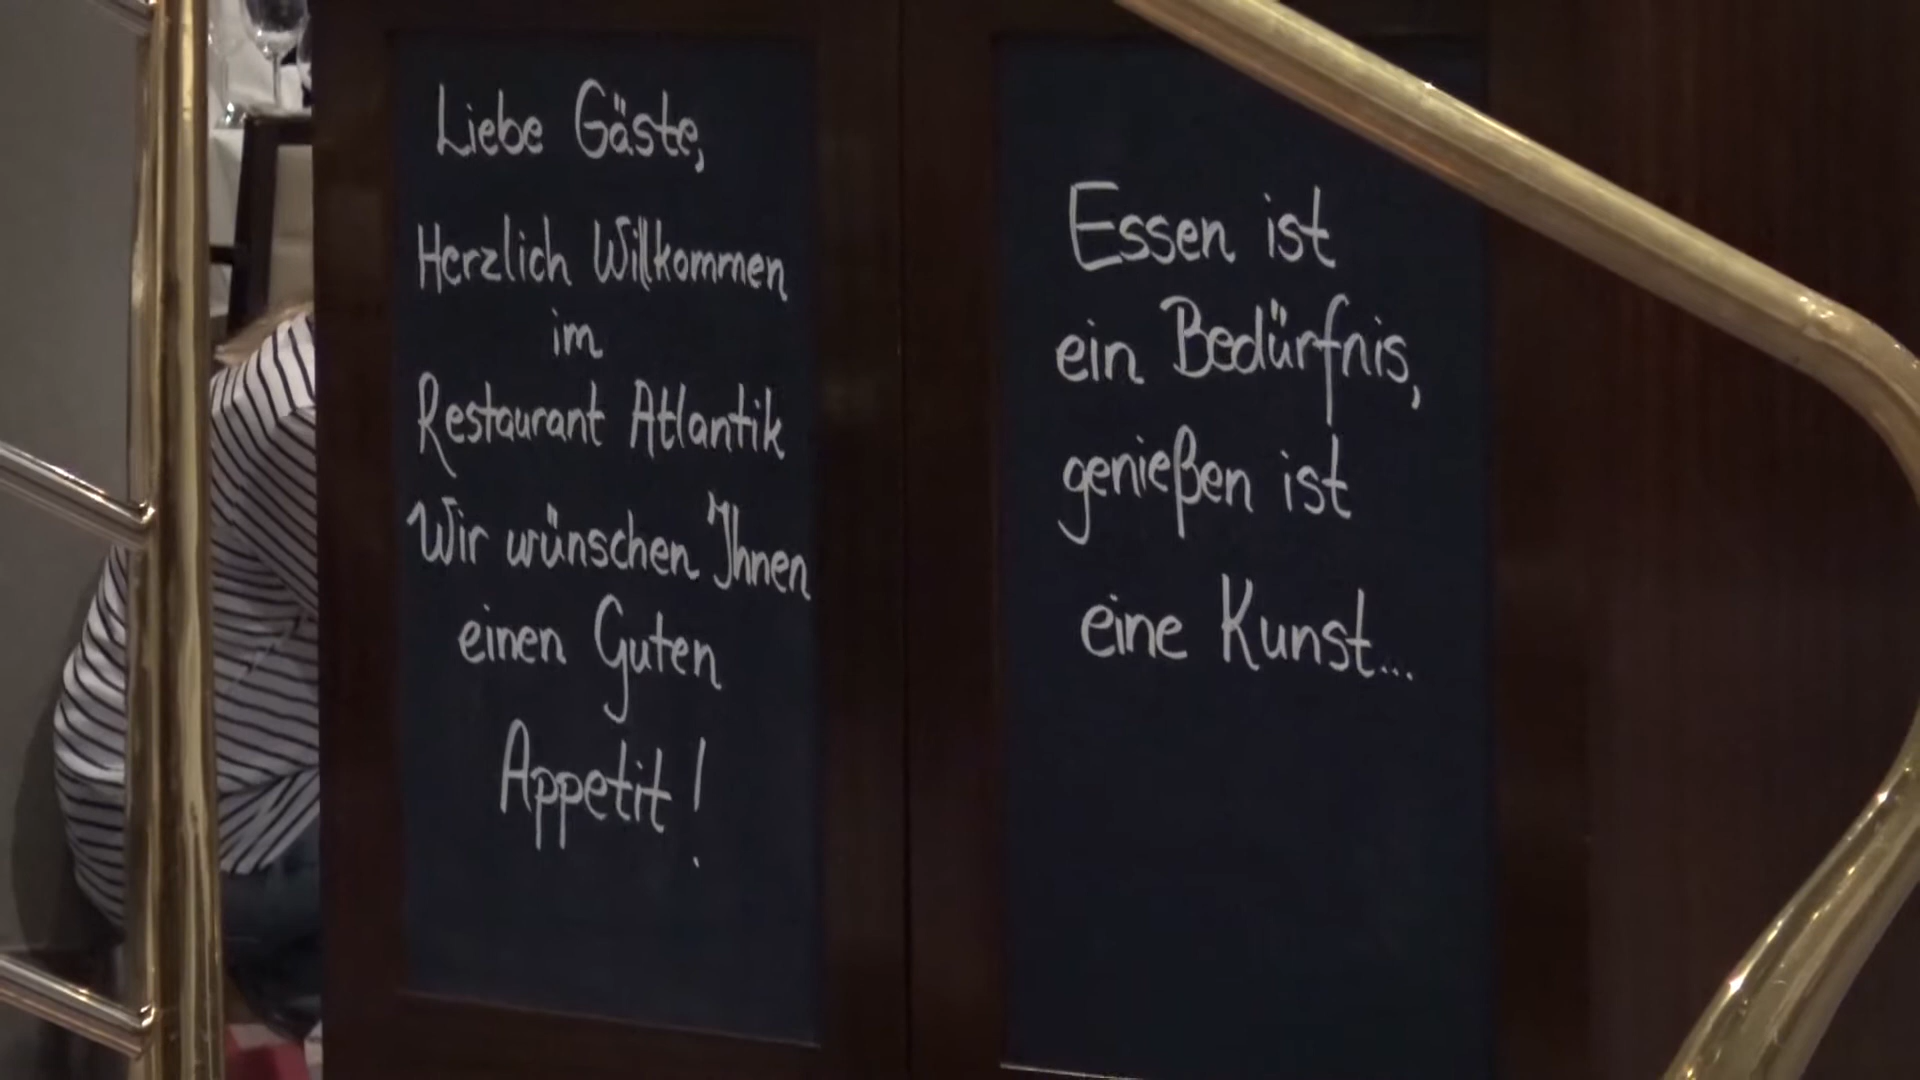 Liebe Gäste,
Herzlich Willkommen
im
Restaurant Atlantik
Wir wünschen Ihnen
einen Guten
Appetit!
Essen ist
ein Bedürfnis,
genießen ist
eine Kunst...